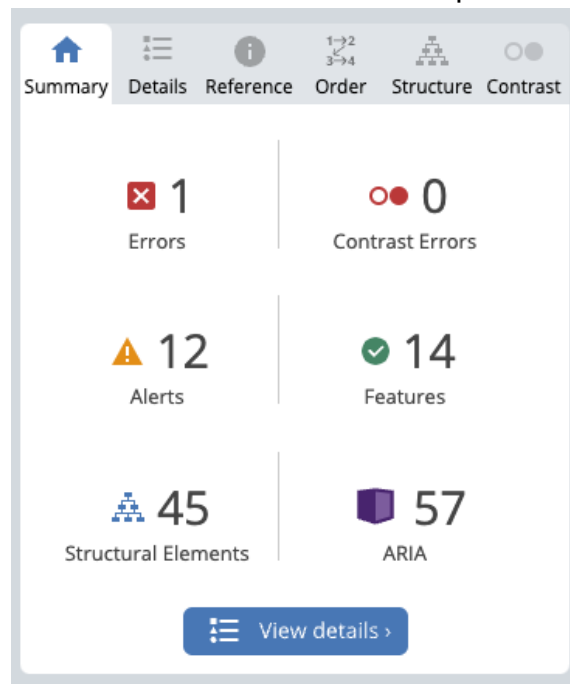 1→2
3→4
Summary Details Reference Order Structure Contrast
1 0
Errors Contrast Errors
12 14
Alerts Features
45 57
Structural Elements ARIA
View details ›